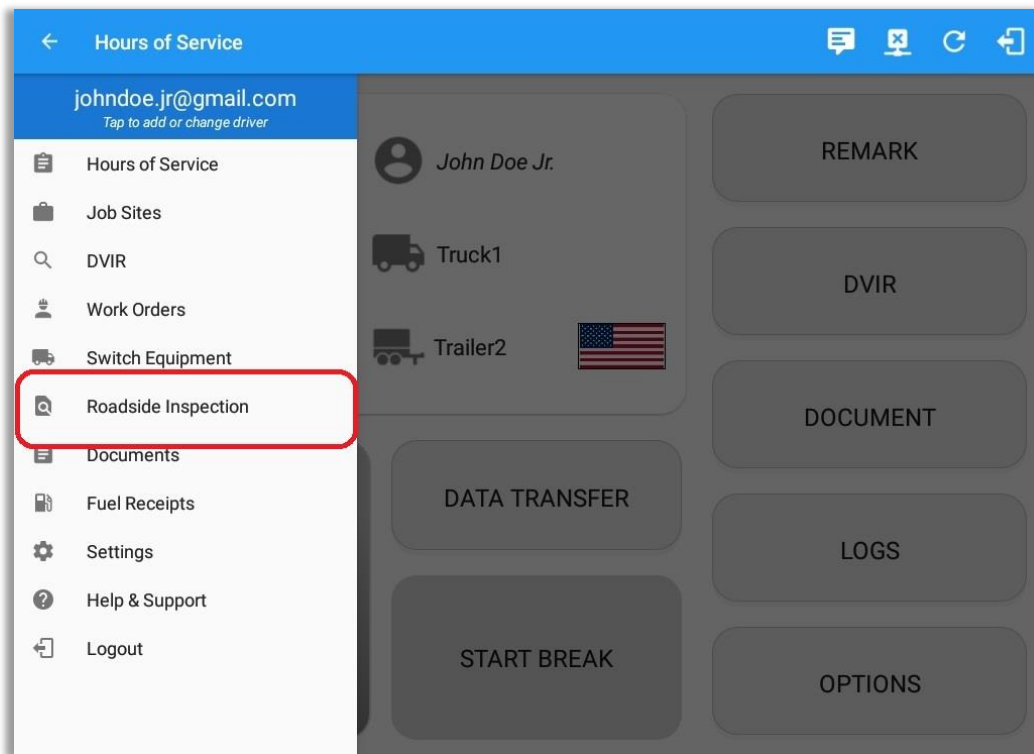 Hours of Service
johndoe.jr@gmail.com
Tap to add or change driver
Hours of Service
Job Sites
DVIR
Work Orders
Switch Equipment
Roadside Inspection
Documents
Fuel Receipts
Settings
Help & Support
Logout
John Doe Jr.
Truck1
Trailer2
DATA TRANSFER
START BREAK
REMARK
DVIR
DOCUMENT
LOGS
OPTIONS